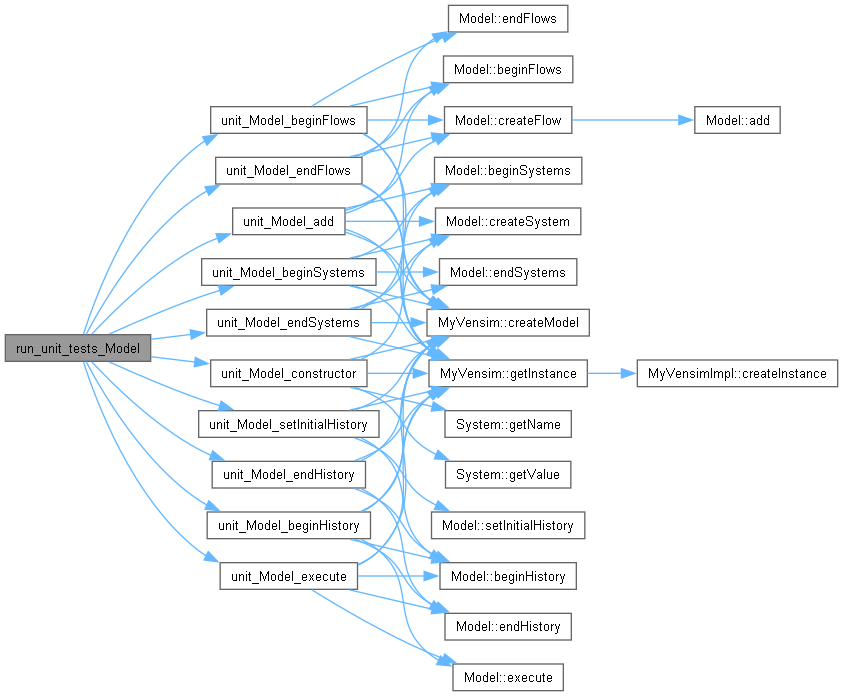 run_unit_tests_Model
unit_Model_beginFlows
unit_Model_endFlows
unit_Model_add
unit_Model_beginSystems
unit_Model_endSystems
unit_Model_constructor
unit_Model_setInitialHistory
unit_Model_endHistory
unit_Model_beginHistory
unit_Model_execute
Model::endFlows
Model::beginFlows
Model::createFlow
Model::beginSystems
Model::createSystem
Model::endSystems
MyVensim::createModel
MyVensim::getInstance
System::getName
System::getValue
Model::setInitialHistory
Model::beginHistory
Model::endHistory
Model::execute
Model::add
MyVensimImpl::createInstance